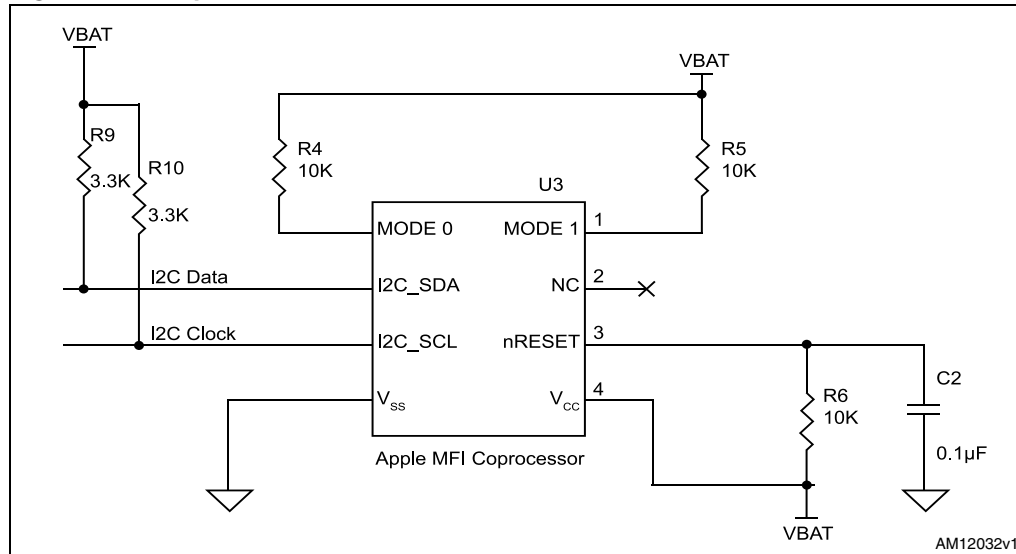 VBAT
VBAT
R9
3.3K
R10
3.3K
R4
10K
R5
10K
U3
MODE 0
MODE 1
1
I2C Data
I2C_SDA
NC
2
I2C Clock
I2C_SCL
nRESET
3
VSS
VCC
4
R6
10K
C2
0.1µF
Apple MFI Coprocessor
VBAT
AM12032v1